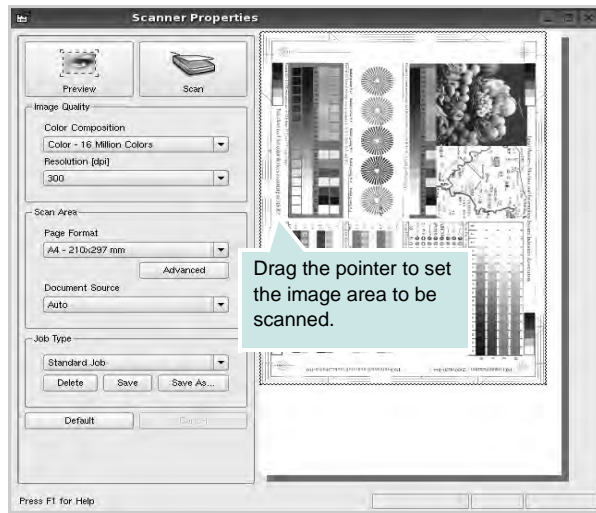 Scanner Properties
Preview
Scan
Image Quality
Color Composition
Color - 16 Million Colors
Resolution [dpi]
300
Scan Area
Page Format
A4 - 210x297 mm
Advanced
Document Source
Auto
Job Type
Standard Job
Delete
Save
Save As...
Default
Drag the pointer to set
the image area to be
scanned.
Press F1 for Help